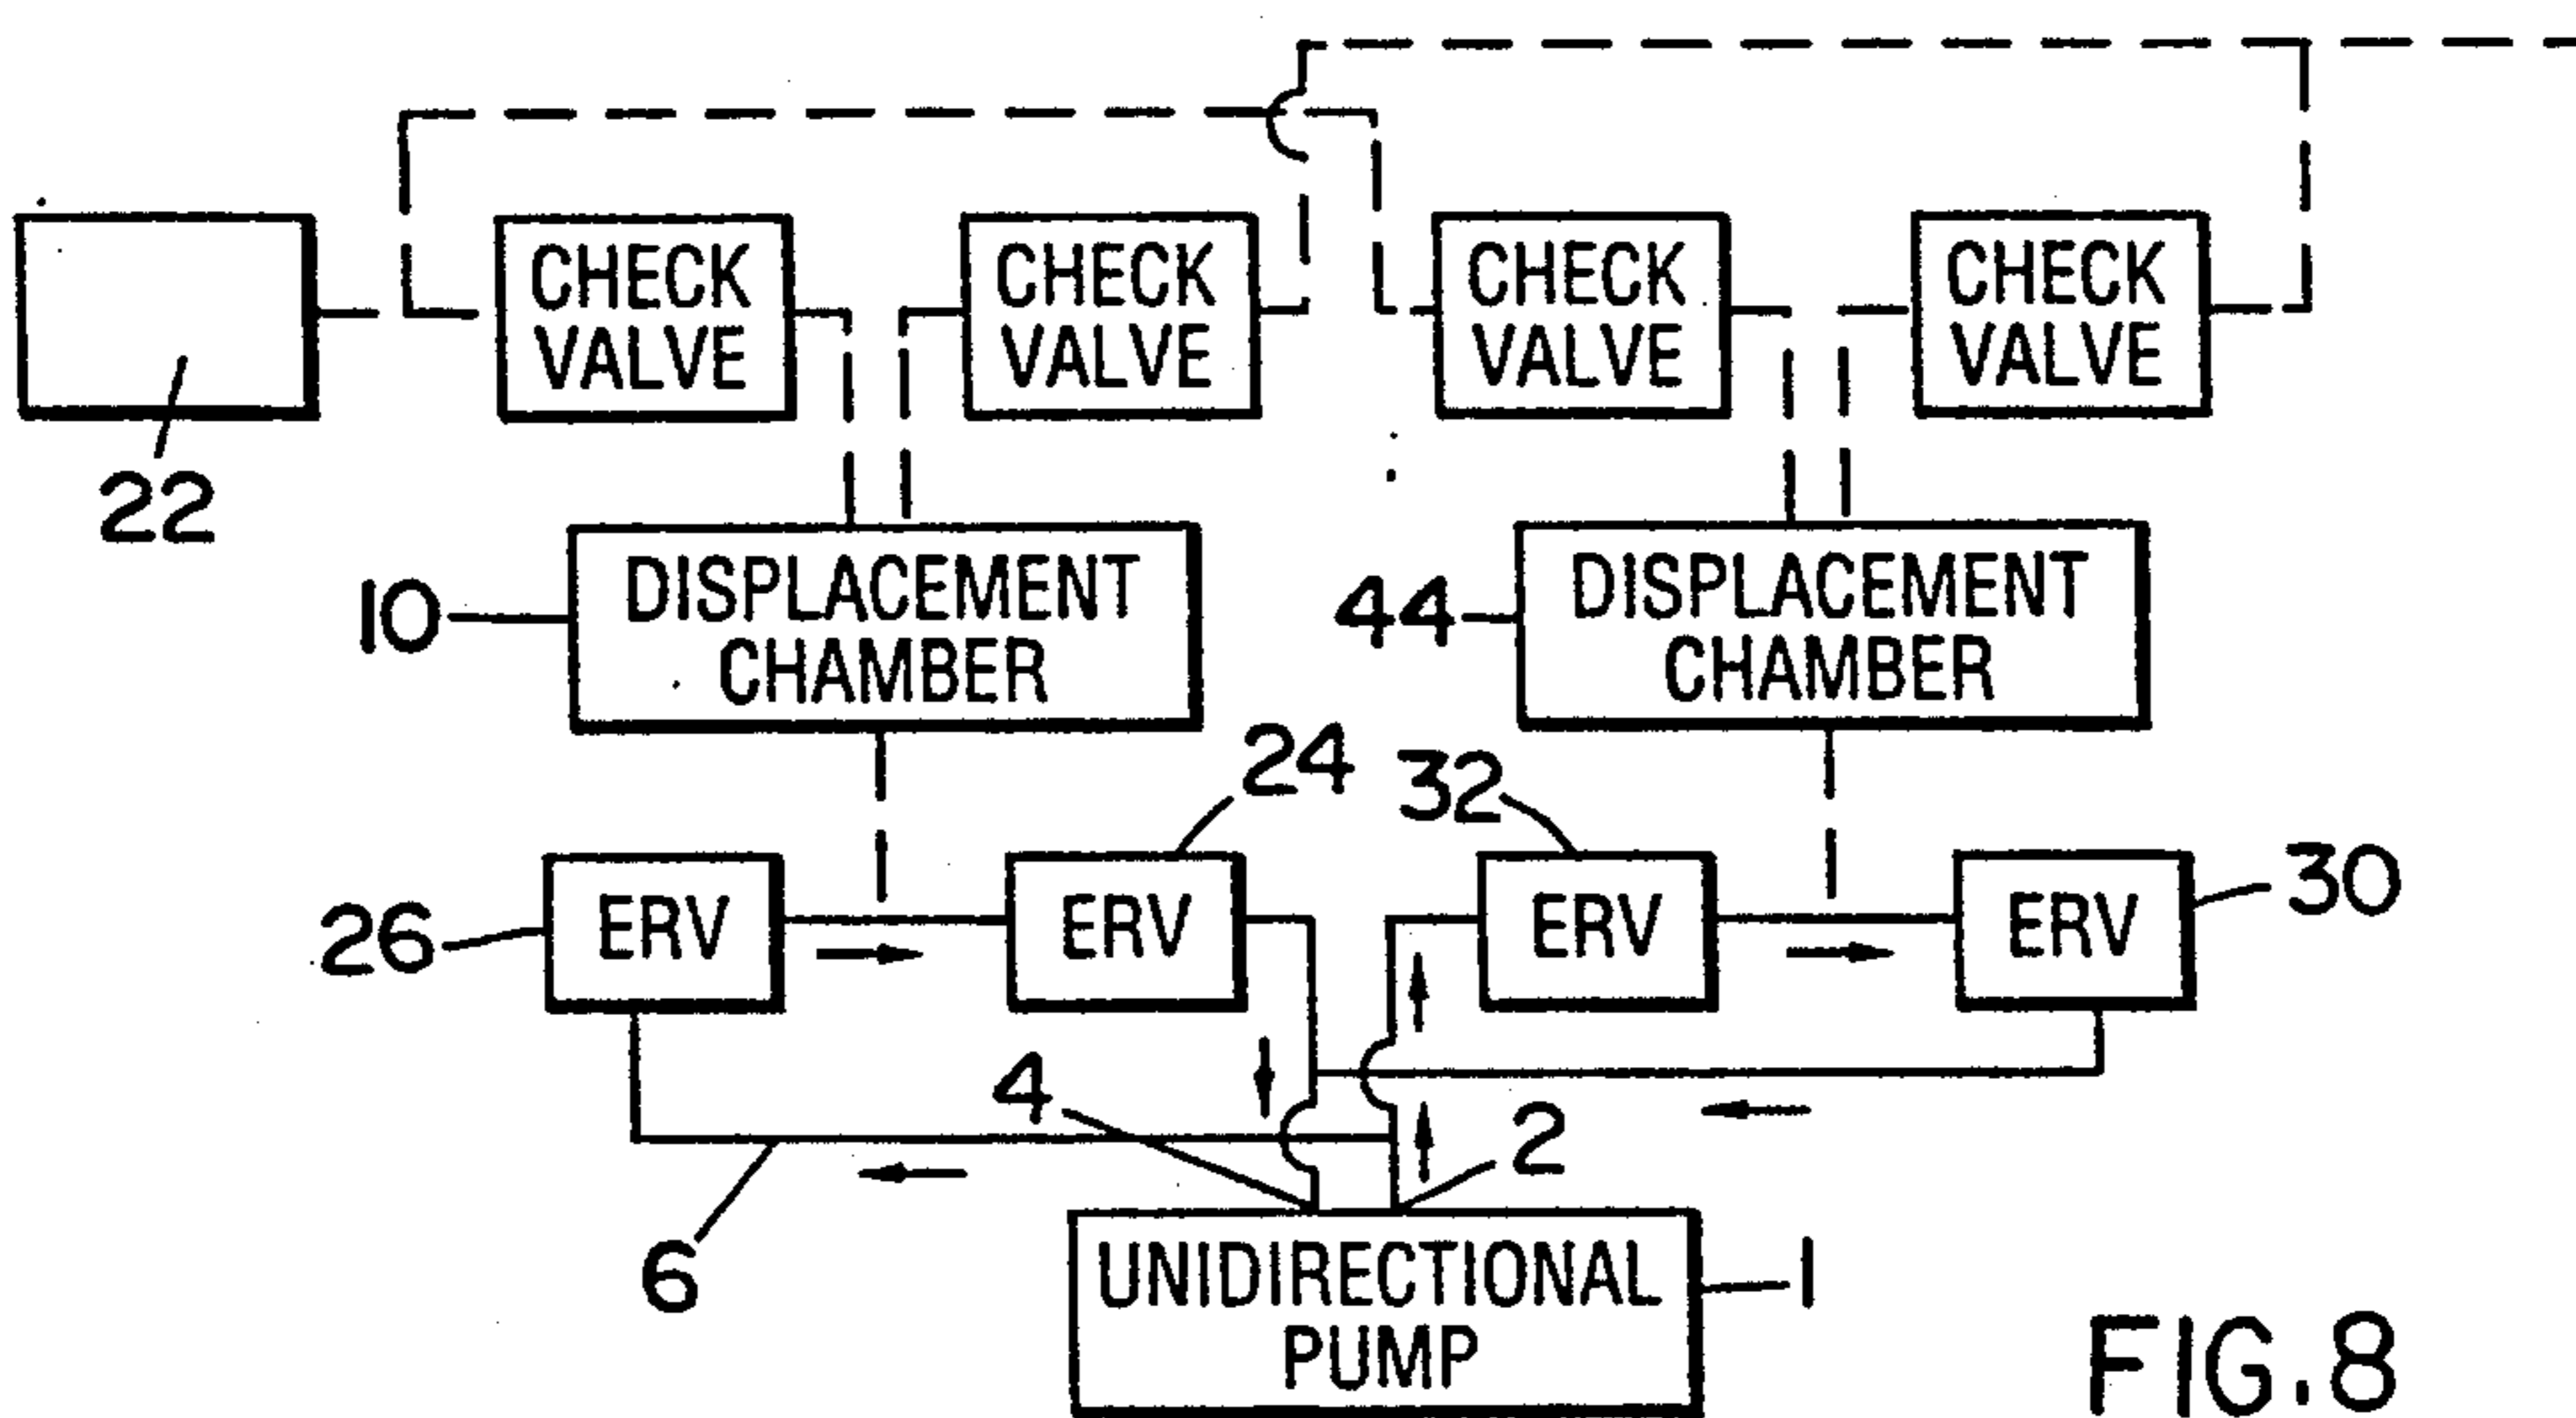 CHECK VALVE
CHECK VALVE
CHECK VALVE
CHECK VALVE
22
10
DISPLACEMENT CHAMBER
44
DISPLACEMENT CHAMBER
24
32
26
ERV
ERV
ERV
ERV
30
4
2
6
UNIDIRECTIONAL PUMP
1
FIG. 8